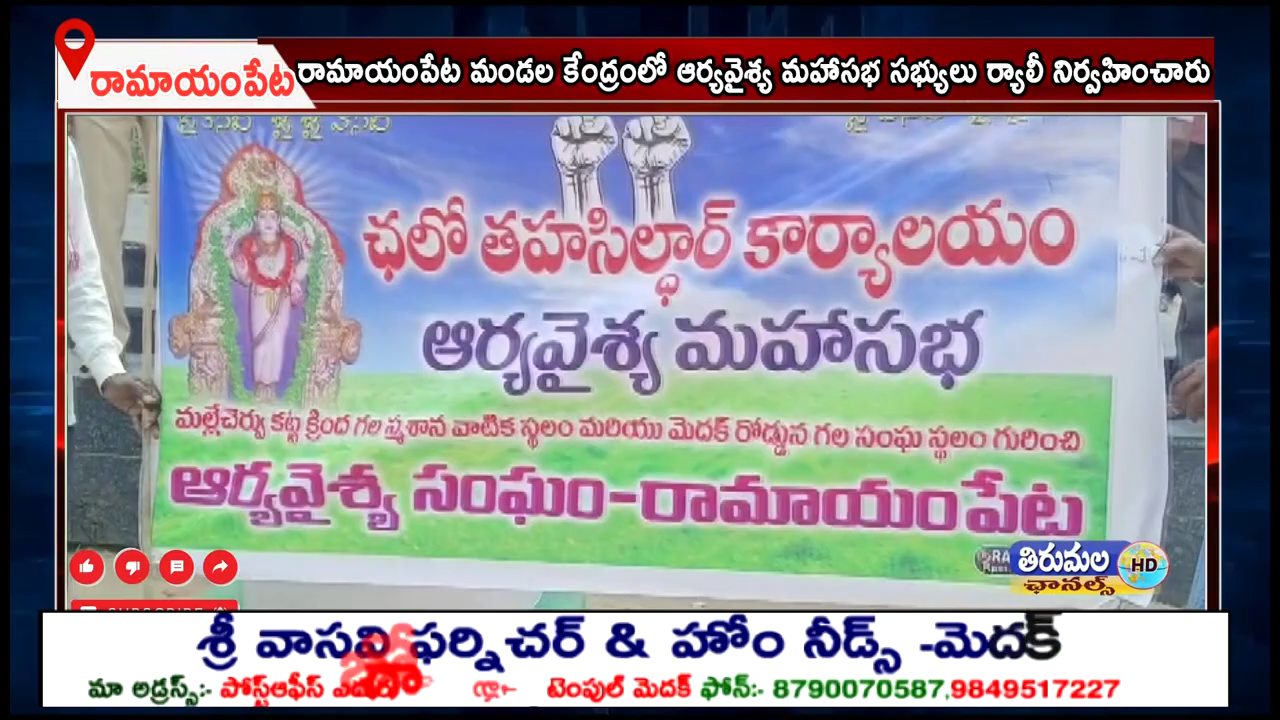 రామాయంపేట
రామాయంపేట మండల కేంద్రంలో ఆర్యవైశ్య మహాసభ సభ్యులు ర్యాలీ నిర్వహించారు
ఛలో తహసిల్ధార్ కార్యాలయం
ఆర్యవైశ్య మహాసభ
మల్లేచెర్వు కట్ట క్రింద గల స్మశాన వాటిక స్థలం మరియు మెదక్ రోడ్డున గల సంఘ స్థలం గురించి
ఆర్యవైశ్య సంఘం-రామాయంపేట
తిరుమల HD
ఛానల్స్
SUBSCRIBE
శ్రీ వాసవి ఫర్నిచర్ & హోం నీడ్స్ -మెదక్
మా అడ్రస్స్:- పోస్ట్ఆఫీస్ టెంపుల్ మెదక్ ఫోన్:- 8790070587,9849517227